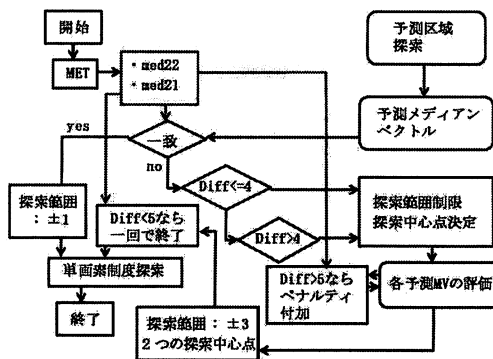 開始
MET
* med22
* med21
予測区域
探索
予測メディアン
ベクトル
一致
yes
no
Diff<=4
Diff>4
探索範囲制限
探索中心点決定
探索範囲
：±1
Diff<5なら
一回で終了
単画素制度探索
終了
Diff>5なら
ペナルティ
付加
各予測MVの評価
探索範囲：±3
2つの探索中心点